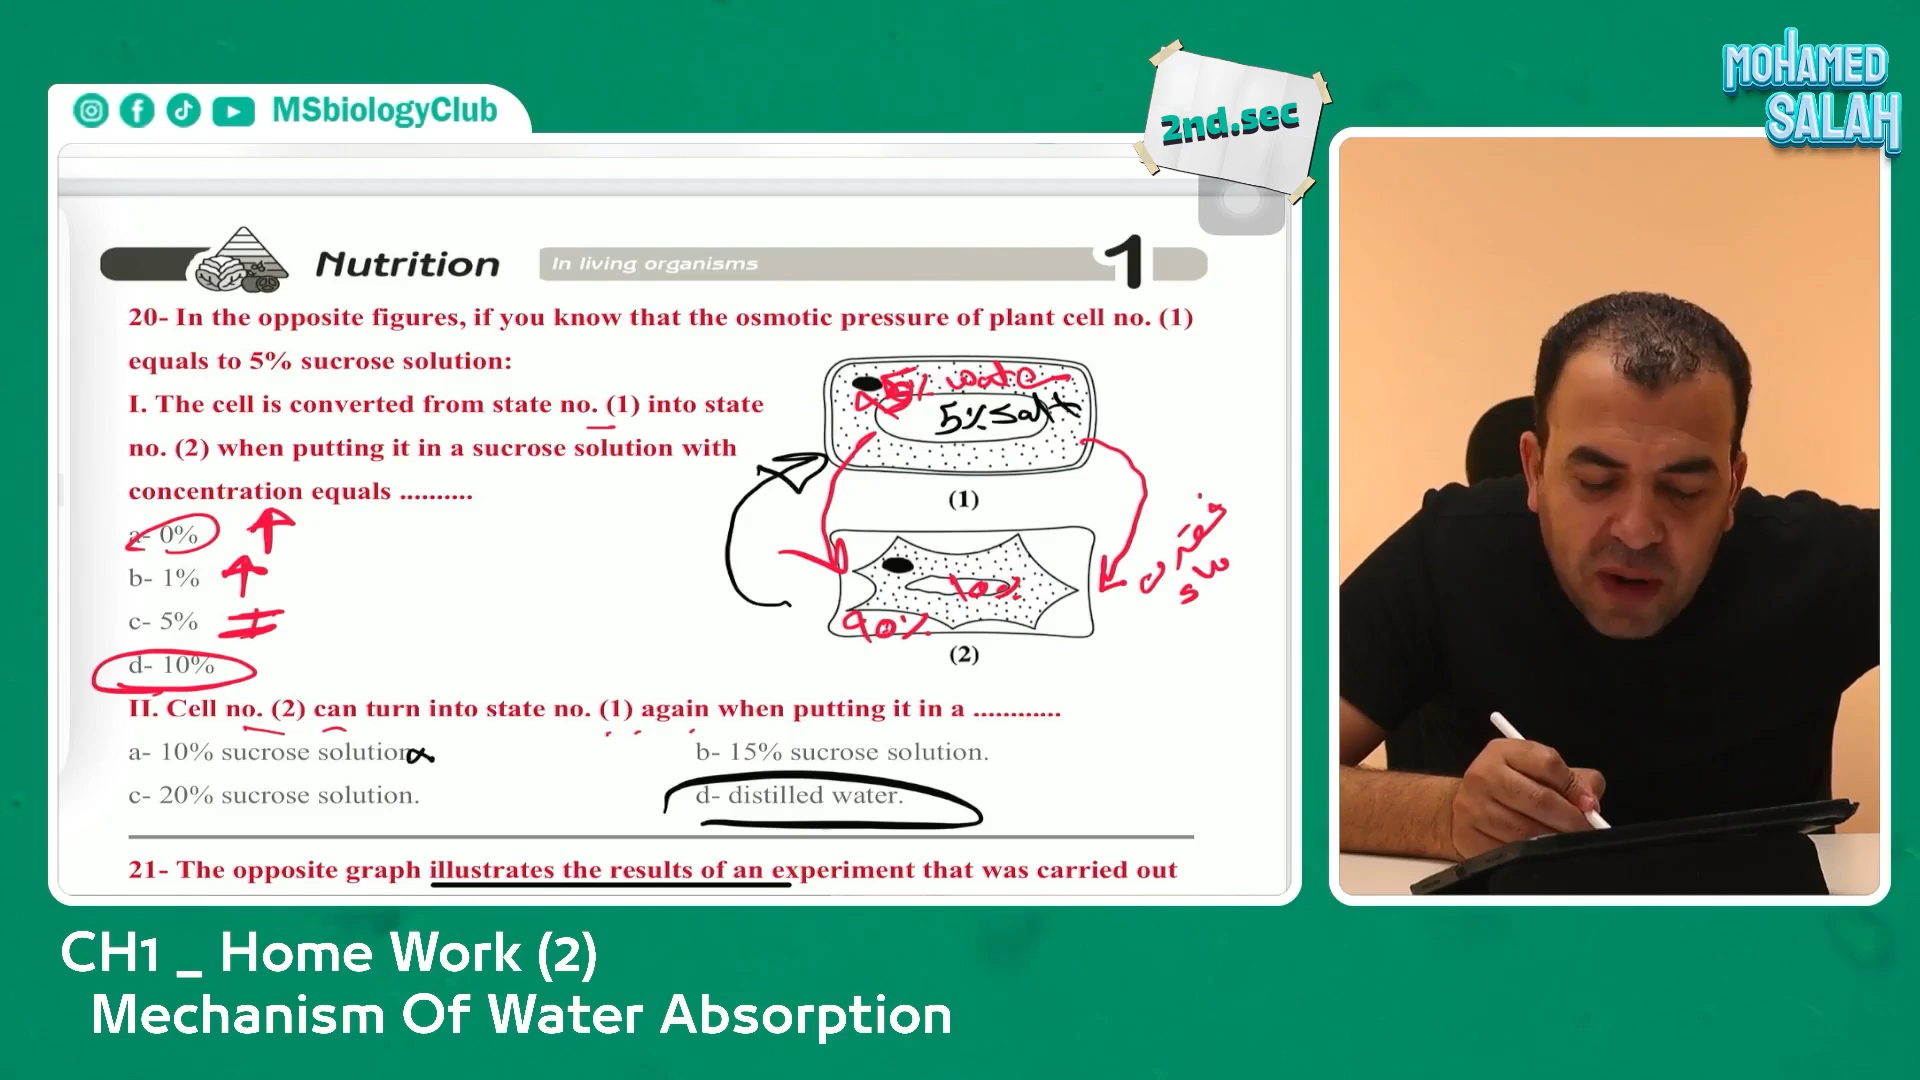 MOHAMED
SALAH
MSbiologyClub
2nd.sec
Nutrition
In living organisms
1
20- In the opposite figures, if you know that the osmotic pressure of plant cell no. (1)
equals to 5% sucrose solution:
I. The cell is converted from state no. (1) into state
no. (2) when putting it in a sucrose solution with
concentration equals ..........
a- 0%
b- 1%
c- 5%
d- 10%
water
5% Salt
(1)
90%
(2)
II. Cell no. (2) can turn into state no. (1) again when putting it in a ............
a- 10% sucrose solution
b- 15% sucrose solution.
c- 20% sucrose solution.
d- distilled water.
21- The opposite graph illustrates the results of an experiment that was carried out
CH1 _ Home Work (2)
Mechanism Of Water Absorption